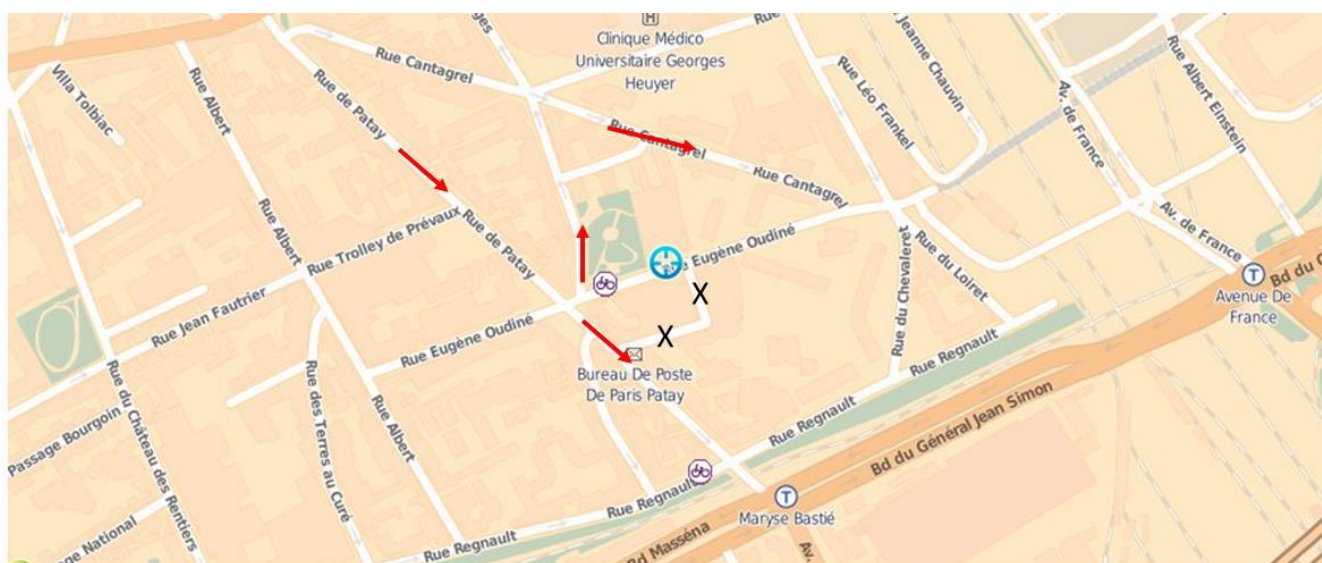 H
Clinique Médico
Universitaire Georges
Heuyer
Rue Cantagrel
Rue Cantagrel
Rue Cantagrel
Villa Tolbiac
Rue Albert
Rue de Patay
Rue Léo Frankel
Jeanne Chauvin
Av. de France
Rue Albert Einstein
Rue Albert
Rue Trolley de Prévaux
Rue de Patay
Rue Eugène Oudiné
Rue du Chevaleret
Rue du Loiret
Av. de France
T
Avenue De
France
Rue Jean Fautrier
Rue Eugène Oudiné
X
X
Bureau De Poste
De Paris Patay
Rue Regnault
Passage Bourgoin
Rue du Château des Rentiers
Rue des Terres au Curé
Rue Albert
Rue Regnault
Bd du Général Jean Simon
Rue Regnault
T
Maryse Bastié
Rue Regnault
Bd Masséna
National
Av.
Bd du